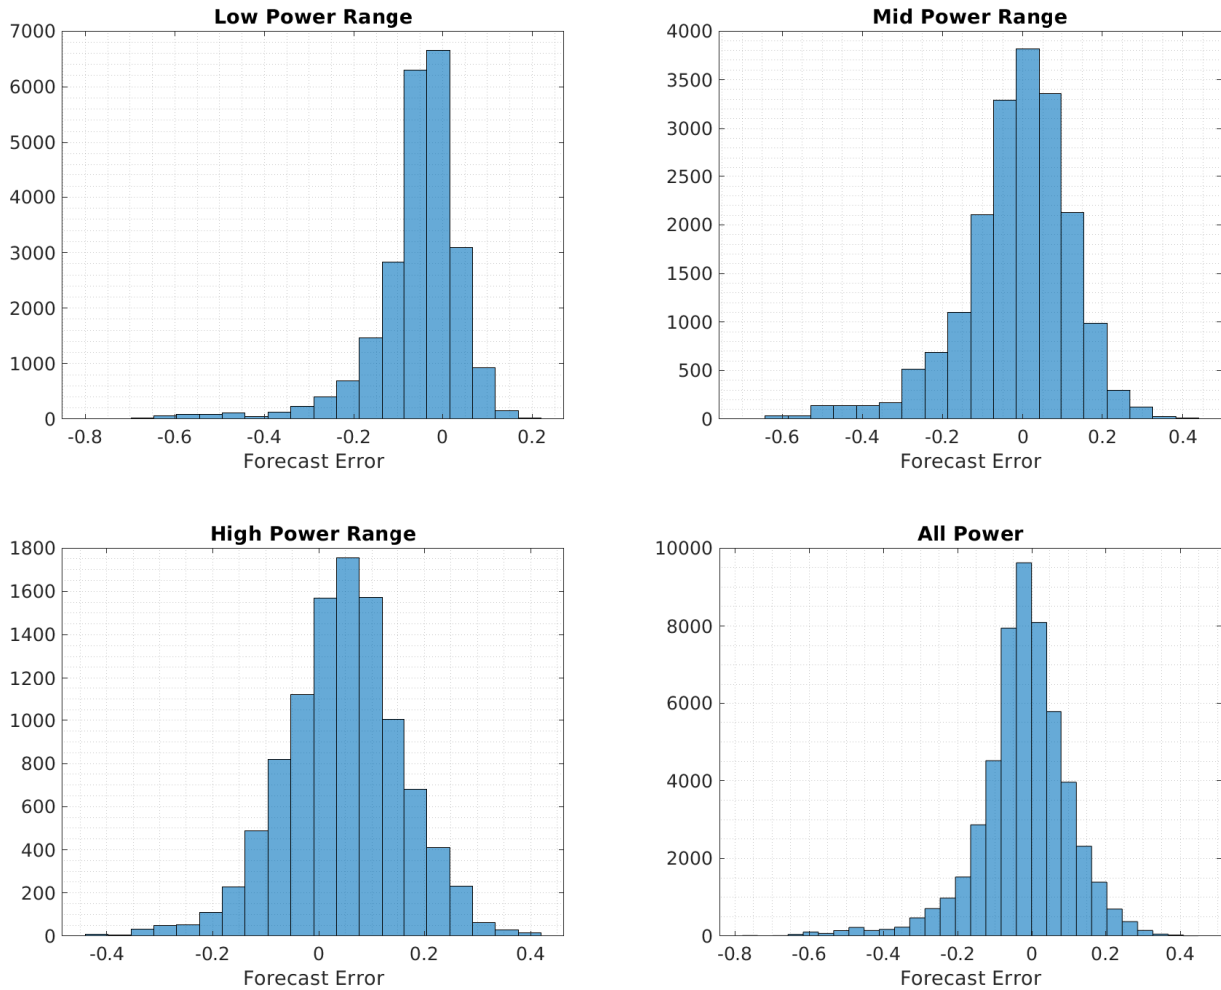 Low Power Range
7000
6000
5000
4000
3000
2000
1000
0
-0.8 -0.6 -0.4 -0.2 0 0.2
Forecast Error
Mid Power Range
4000
3500
3000
2500
2000
1500
1000
500
0
-0.6 -0.4 -0.2 0 0.2 0.4
Forecast Error
High Power Range
1800
1600
1400
1200
1000
800
600
400
200
0
-0.4 -0.2 0 0.2 0.4
Forecast Error
All Power
10000
8000
6000
4000
2000
0
-0.8 -0.6 -0.4 -0.2 0 0.2 0.4
Forecast Error